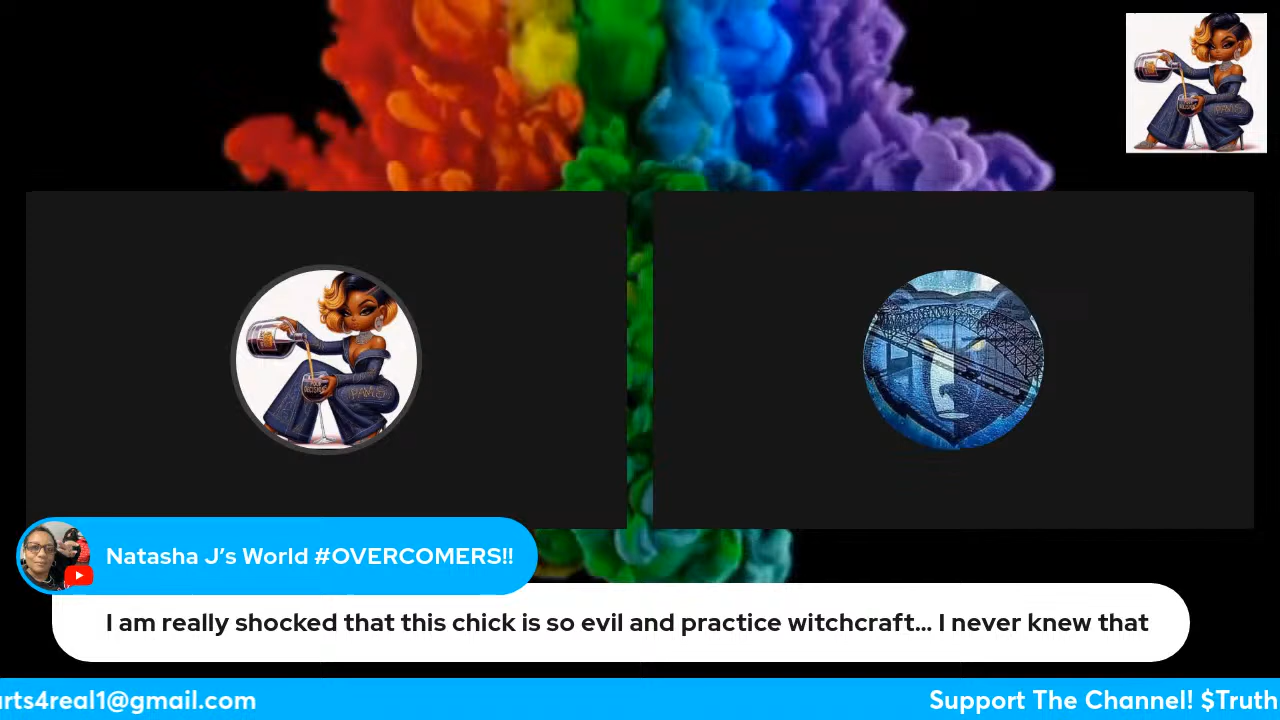 Natasha J's World #OVERCOMERS!!
I am really shocked that this chick is so evil and practice witchcraft... I never knew that
arts4real1@gmail.com Support The Channel! $Truth